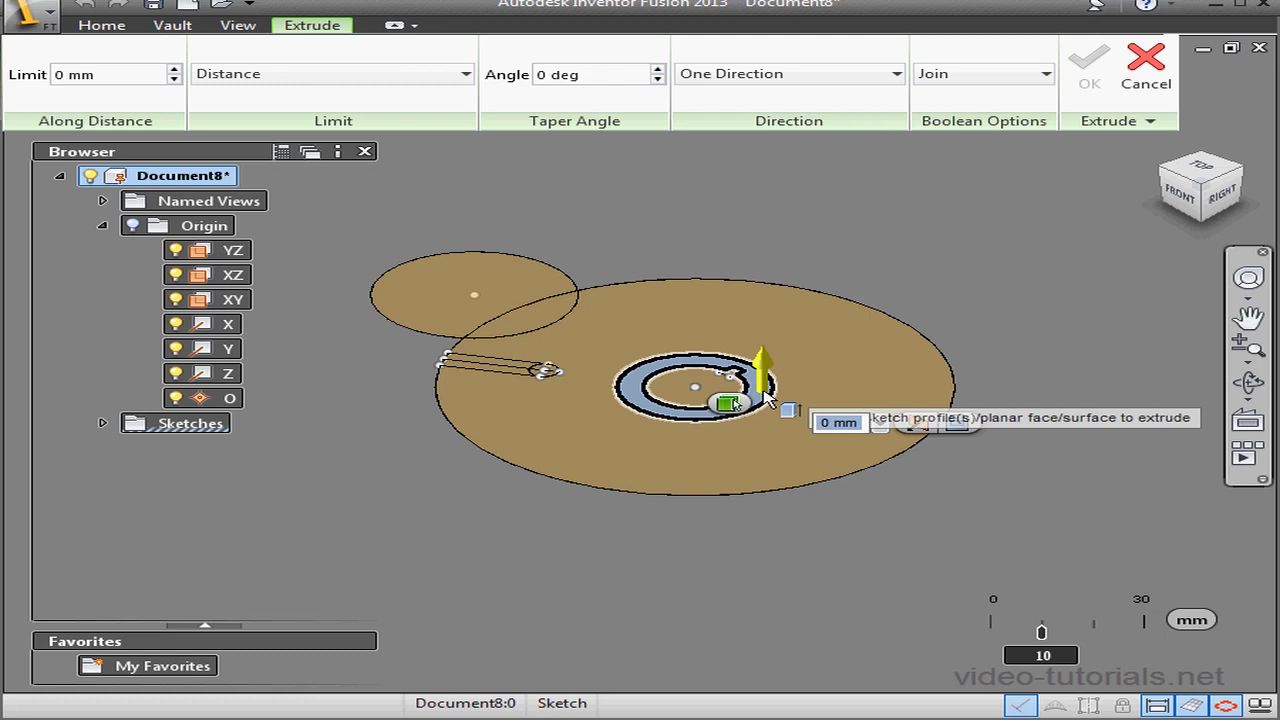 Autodesk Inventor Fusion 2013 Document8*
FT
Home Vault View Extrude
Limit 0 mm Distance Angle 0 deg One Direction Join OK Cancel
Along Distance Limit Taper Angle Direction Boolean Options Extrude
Browser
Document8*
Named Views
Origin
YZ
XZ
XY
X
Y
Z
O
Sketches
TOP
FRONT RIGHT
0 mm
profile(s)/planar face/surface to extrude
0 30
mm
10
Favorites
My Favorites
video-tutorials.net
Document8:0 Sketch